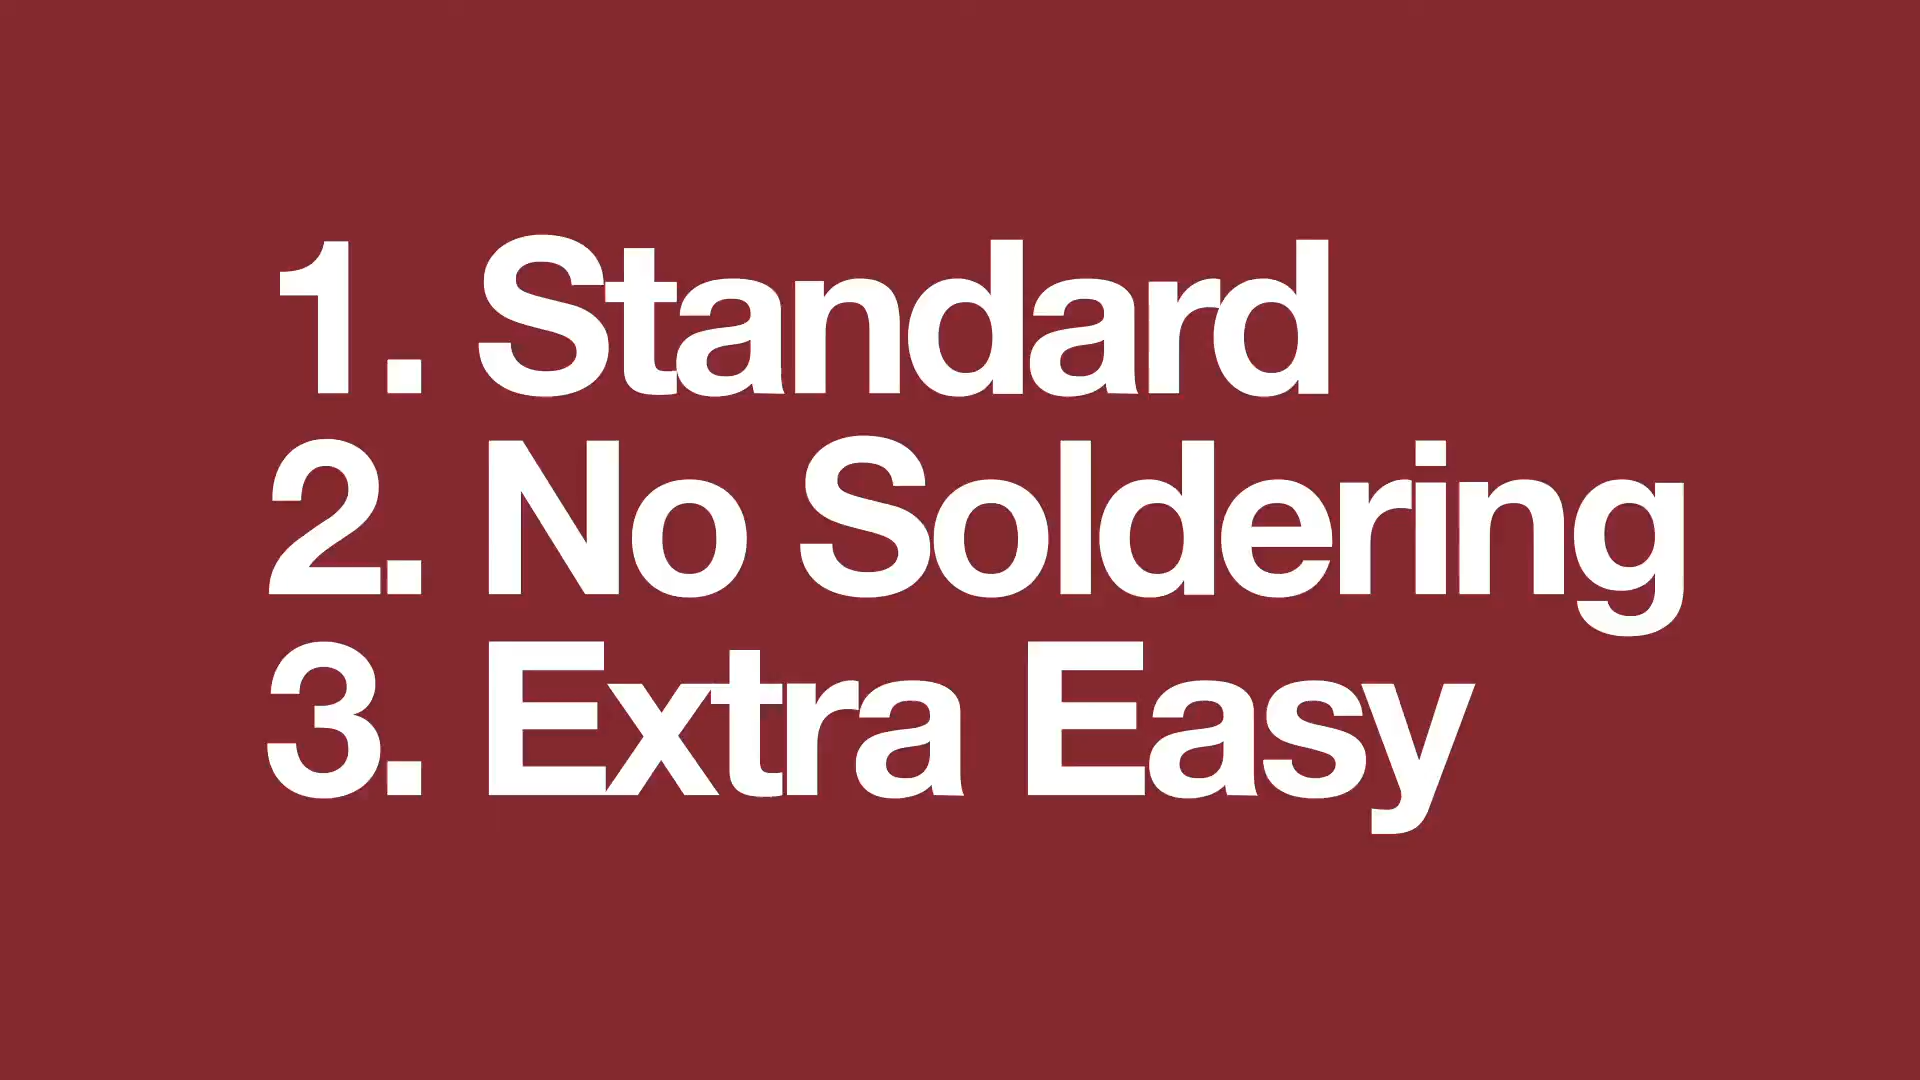 1. Standard
2. No Soldering
3. Extra Easy